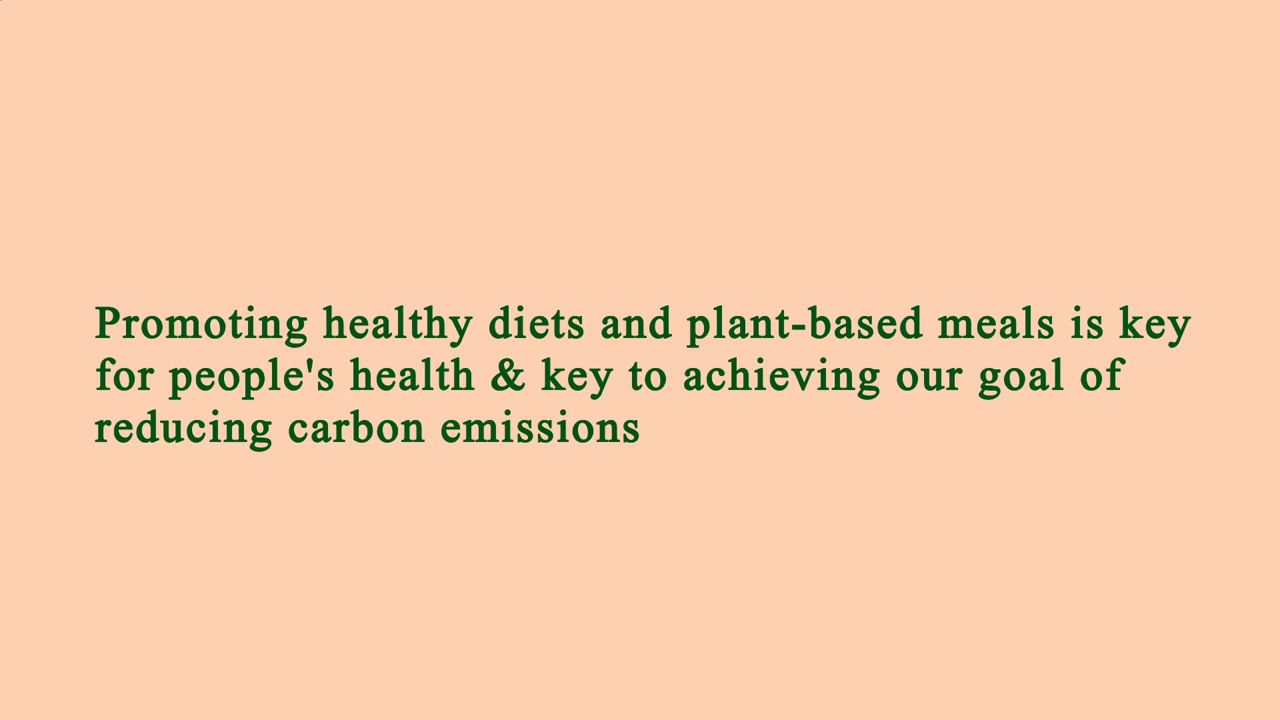 Promoting healthy diets and plant-based meals is key
for people's health & key to achieving our goal of
reducing carbon emissions